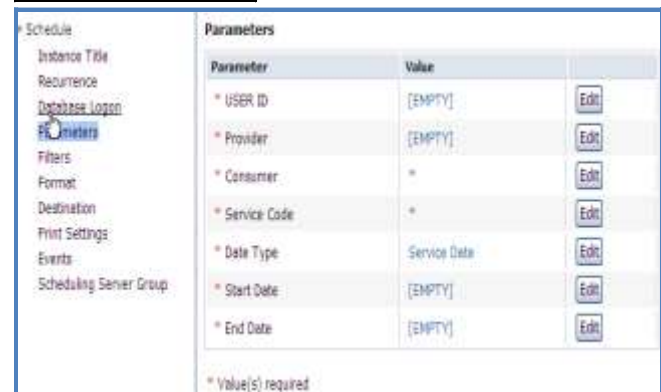 Schedule
Instance Title
Recurrence
Database Logon
Parameters
Filters
Format
Destination
Print Settings
Events
Scheduling Server Group
Parameters
Parameter Value
* USER ID [EMPTY] Edit
* Provider [EMPTY] Edit
* Consumer * Edit
* Service Code * Edit
* Date Type Service Date Edit
* Start Date [EMPTY] Edit
* End Date [EMPTY] Edit
* Value(s) required